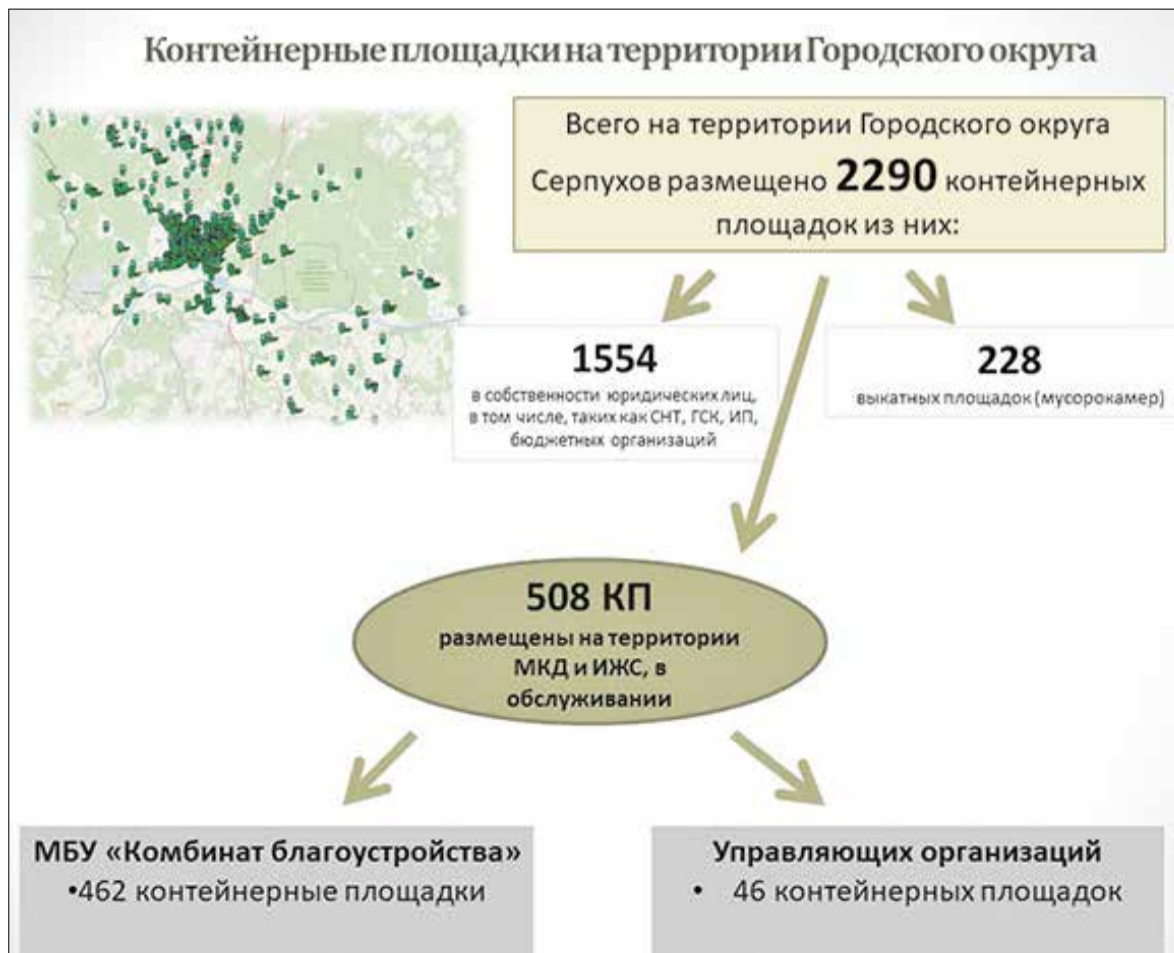 Контейнерные площадки на территории Городского округа
Всего на территории Городского округа
Серпухов размещено 2290 контейнерных
площадок из них:
1554
в собственности юридических лиц,
в том числе, таких как СНТ, ГСК, ИП,
бюджетных организаций
228
выкатных площадок (мусорокамер)
508 КП
размещены на территории
МКД и ИЖС, в
обслуживании
МБУ «Комбинат благоустройства»
•462 контейнерные площадки
Управляющих организаций
• 46 контейнерных площадок